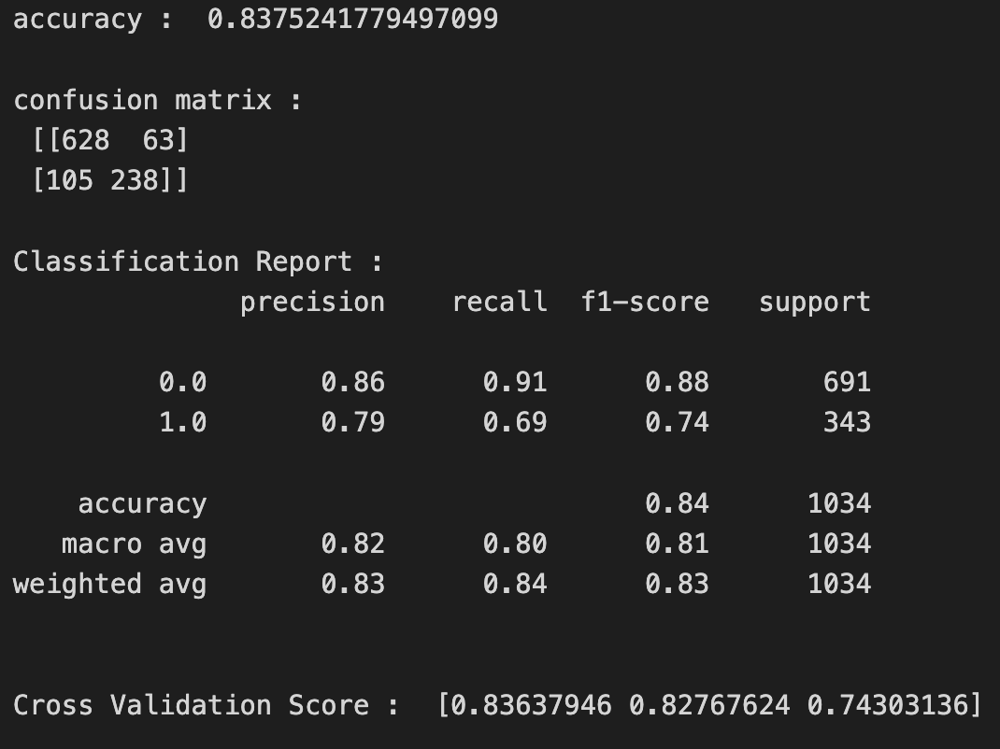 accuracy :  0.8375241779497099
confusion matrix :
[[628  63]
[105 238]]
Classification Report :
precision    recall  f1-score   support
0.0       0.86      0.91      0.88       691
1.0       0.79      0.69      0.74       343
accuracy                           0.84      1034
macro avg       0.82      0.80      0.81      1034
weighted avg       0.83      0.84      0.83      1034
Cross Validation Score :  [0.83637946 0.82767624 0.74303136]